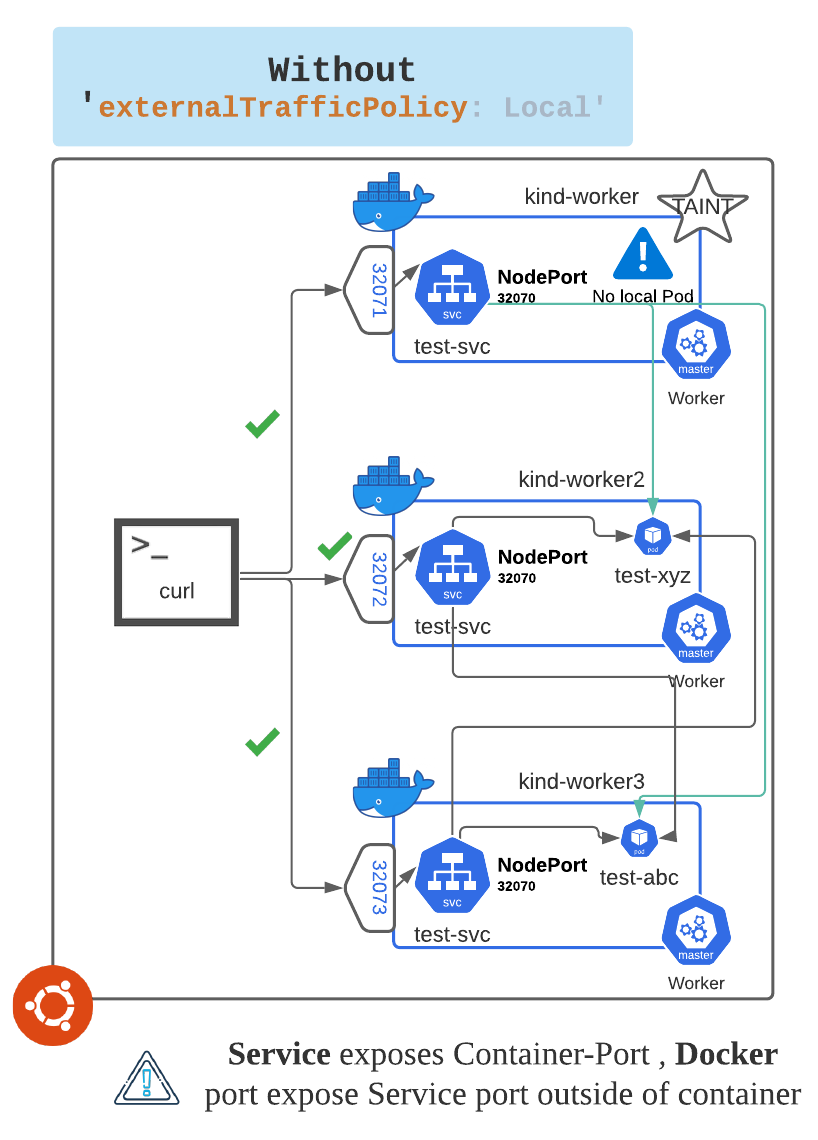 Without
'externalTrafficPolicy: Local'
kind-worker
TAINT
32071
svc
NodePort
32070
No local Pod
test-svc
master
Worker
kind-worker2
>_
curl
32072
svc
NodePort
32070
pod
test-xyz
test-svc
master
Worker
kind-worker3
32073
svc
NodePort
32070
pod
test-abc
test-svc
master
Worker
Service exposes Container-Port , Docker
port expose Service port outside of container